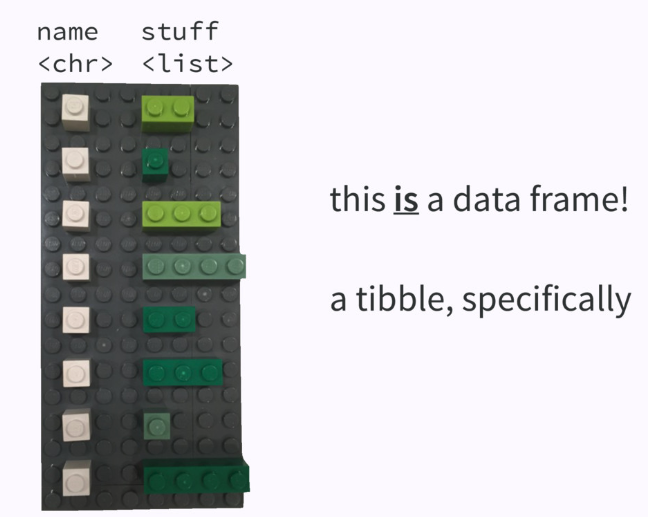 name stuff
<chr> <list>
this is a data frame!
a tibble, specifically